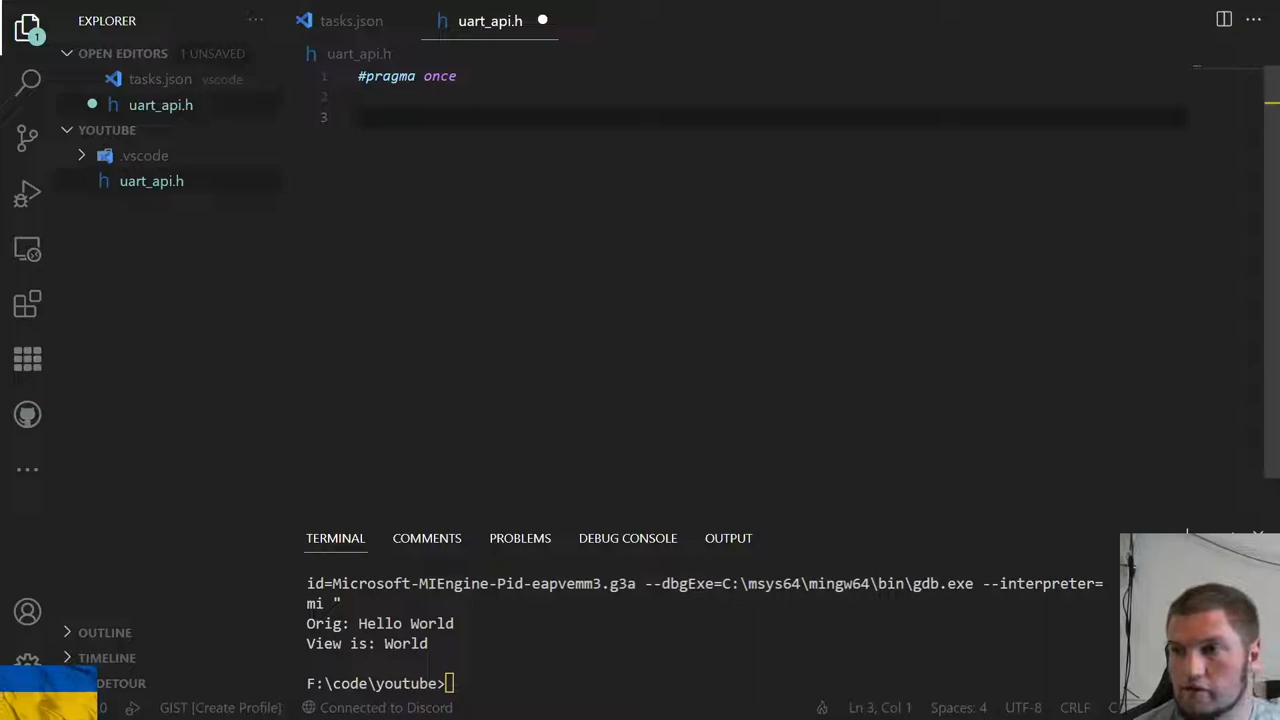 EXPLORER
···
OPEN EDITORS 1 UNSAVED
tasks.json vscode
uart_api.h
YOUTUBE
.vscode
uart_api.h
OUTLINE
TIMELINE
DETOUR
tasks.json
uart_api.h
uart_api.h
1 #pragma once
2
3
TERMINAL COMMENTS PROBLEMS DEBUG CONSOLE OUTPUT
id=Microsoft-MIEngine-Pid-eapvemm3.g3a --dbgExe=C:\msys64\mingw64\bin\gdb.exe --interpreter=
mi "
Orig: Hello World
View is: World
F:\code\youtube>
1
0 GIST [Create Profile] Connected to Discord Ln 3, Col 1 Spaces: 4 UTF-8 CRLF